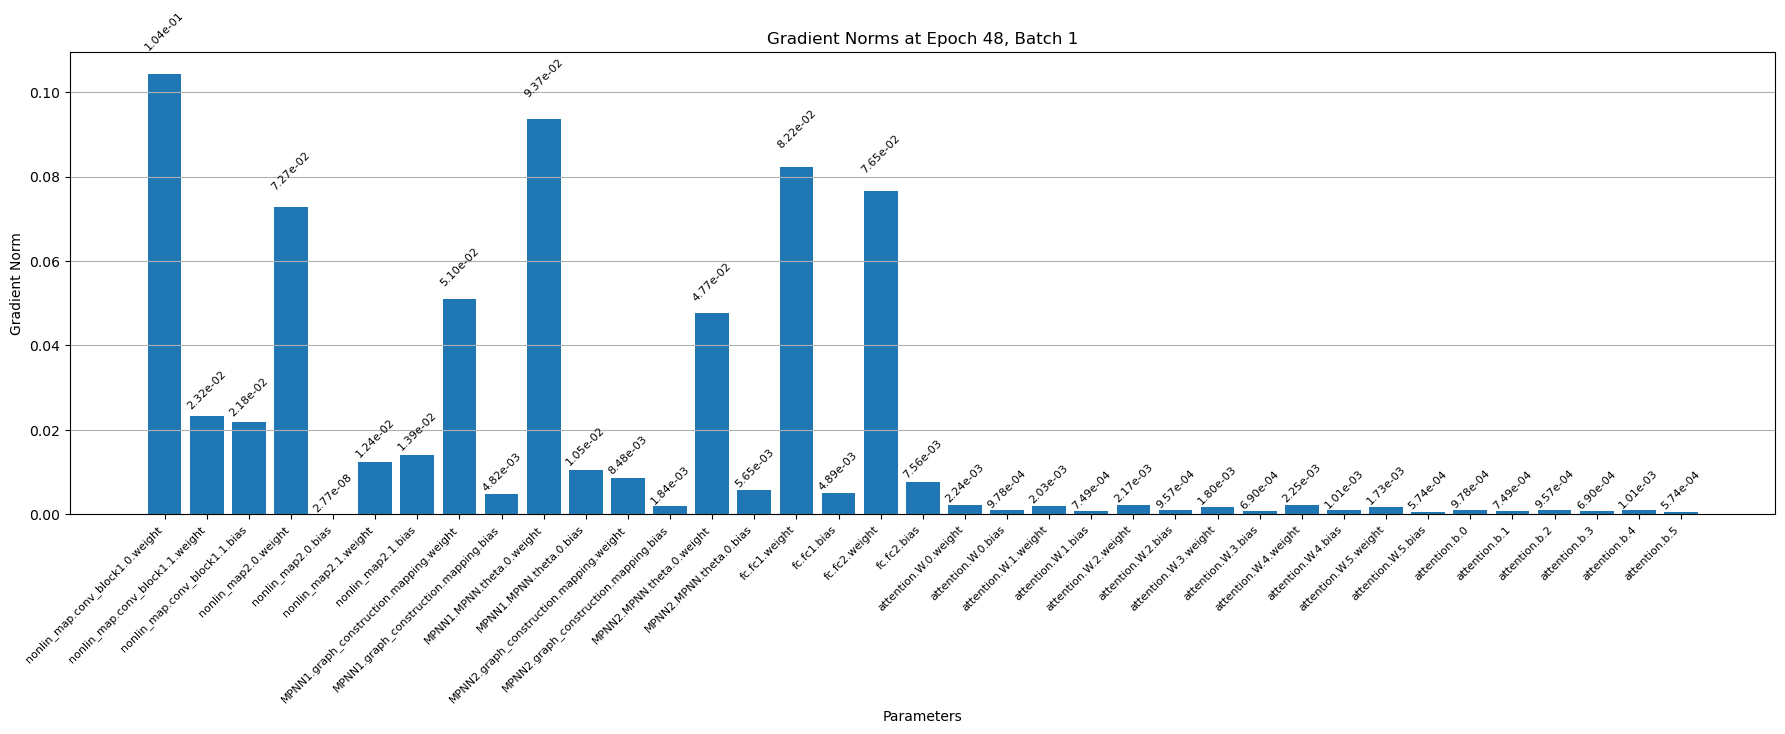 Gradient Norms at Epoch 48, Batch 1
Gradient Norm
0.10
0.08
0.06
0.04
0.02
0.00
1.04e-01
2.32e-02
2.18e-02
7.27e-02
2.77e-08
1.24e-02
1.39e-02
5.10e-02
4.82e-03
9.37e-02
1.05e-02
8.48e-03
1.84e-03
4.77e-02
5.65e-03
8.22e-02
4.89e-03
7.65e-02
7.56e-03
2.24e-03
9.78e-04
2.03e-03
7.49e-04
2.17e-03
9.57e-04
1.80e-03
6.90e-04
2.25e-03
1.01e-03
1.73e-03
5.74e-04
9.78e-04
7.49e-04
9.57e-04
6.90e-04
1.01e-03
5.74e-04
nonlin_map.conv_block1.0.weight
nonlin_map.conv_block1.1.weight
nonlin_map.conv_block1.1.bias
nonlin_map2.0.weight
nonlin_map2.0.bias
nonlin_map2.1.weight
nonlin_map2.1.bias
MPNN1.graph_construction.mapping.weight
MPNN1.graph_construction.mapping.bias
MPNN1.MPNN.theta.0.weight
MPNN1.MPNN.theta.0.bias
MPNN2.graph_construction.mapping.weight
MPNN2.graph_construction.mapping.bias
MPNN2.MPNN.theta.0.weight
MPNN2.MPNN.theta.0.bias
fc.fc1.weight
fc.fc1.bias
fc.fc2.weight
fc.fc2.bias
attention.W.0.weight
attention.W.0.bias
attention.W.1.weight
attention.W.1.bias
attention.W.2.weight
attention.W.2.bias
attention.W.3.weight
attention.W.3.bias
attention.W.4.weight
attention.W.4.bias
attention.W.5.weight
attention.W.5.bias
attention.b.0
attention.b.1
attention.b.2
attention.b.3
attention.b.4
attention.b.5
Parameters